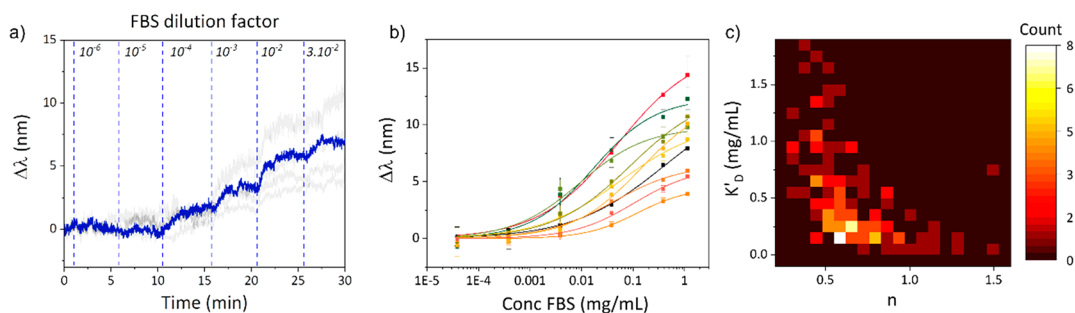 a)
FBS dilution factor
10⁻⁶ 10⁻⁵ 10⁻⁴ 10⁻³ 10⁻² 3.10⁻²
15
10
5
0
Δλ (nm)
0 5 10 15 20 25 30
Time (min)
b)
15
10
5
0
Δλ (nm)
1E-5 0.001 0.01 0.1 1
Conc FBS (mg/mL)
c)
1.5
1.0
0.5
0.0
K'D (mg/mL)
0.5 1.0 1.5
n
Count
8
6
5
4
3
2
0